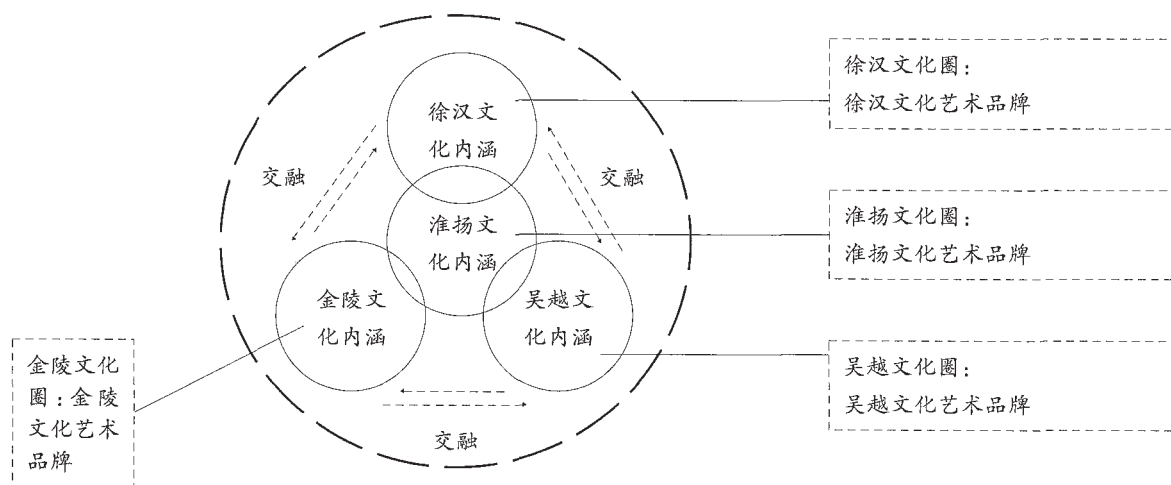 徐汉文
化内涵
交融
交融
淮扬文
化内涵
金陵文
化内涵
吴越文
化内涵
交融
徐汉文化圈：
徐汉文化艺术品牌
淮扬文化圈：
淮扬文化艺术品牌
吴越文化圈：
吴越文化艺术品牌
金陵文化
圈：金陵
文化艺术
品牌